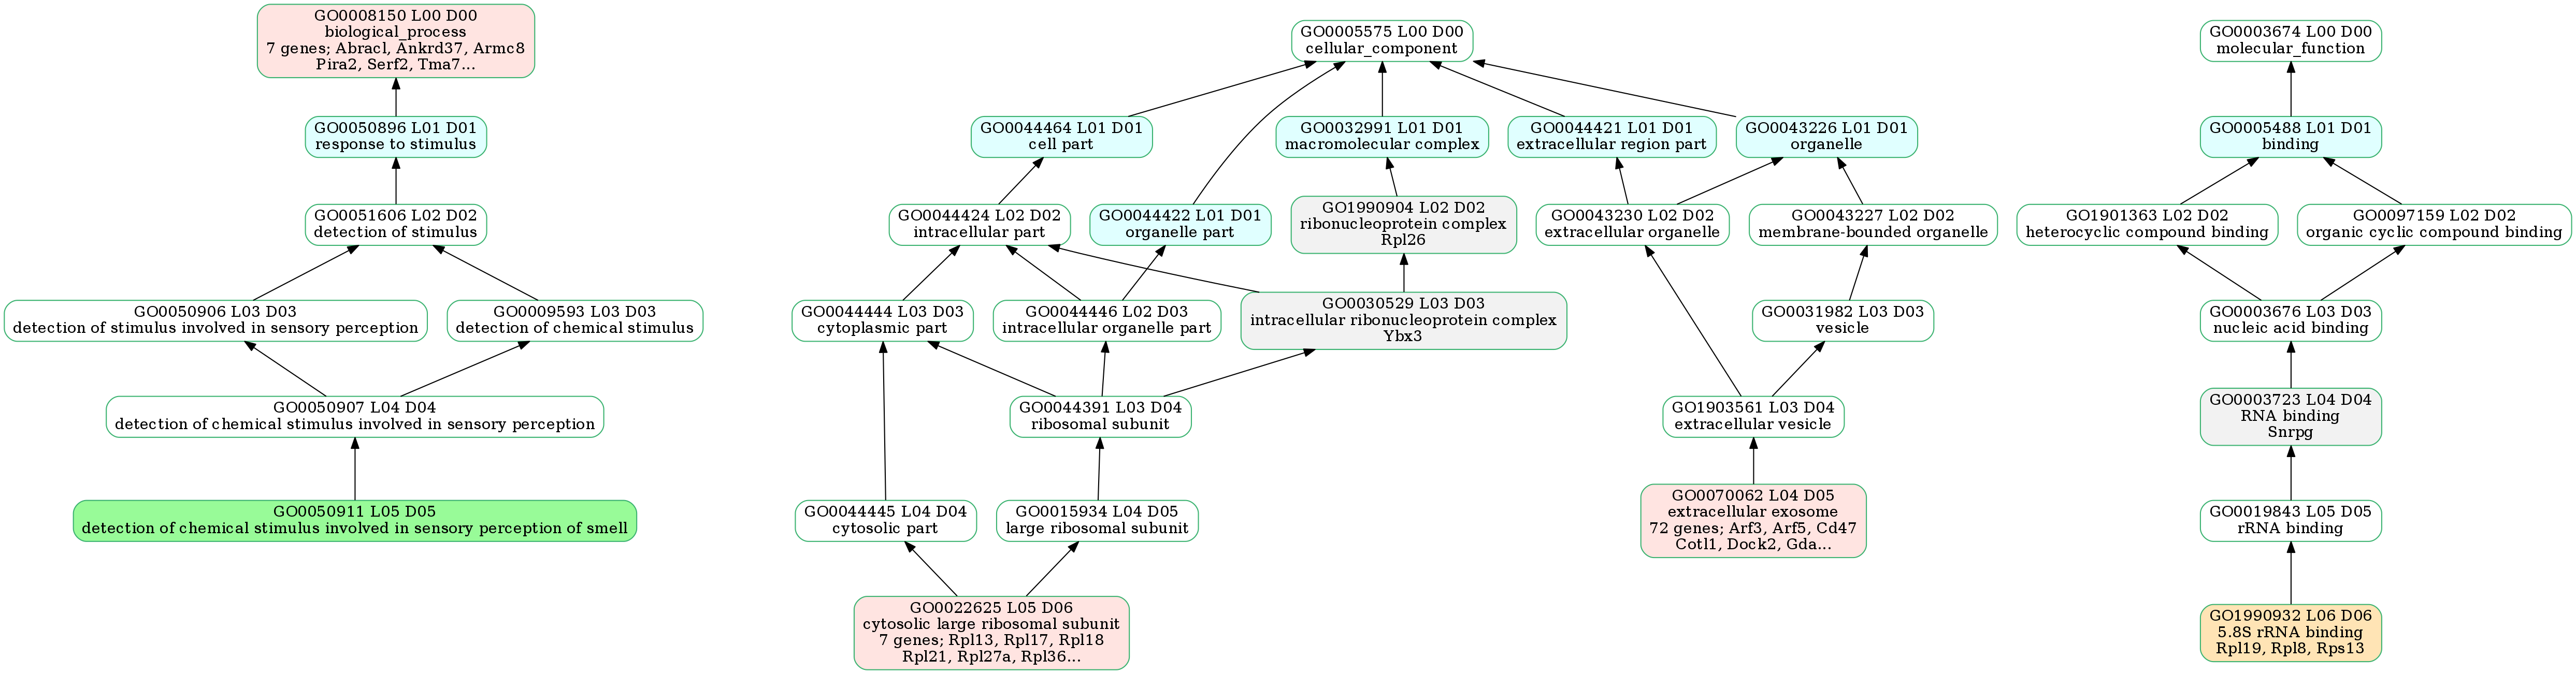 GO0008150 L00 D00
biological_process
7 genes; Abracl, Ankrd37, Armc8
Pira2, Serf2, Tma7...
GO0050896 L01 D01
response to stimulus
GO0051606 L02 D02
detection of stimulus
GO0050906 L03 D03
detection of stimulus involved in sensory perception
GO0009593 L03 D03
detection of chemical stimulus
GO0050907 L04 D04
detection of chemical stimulus involved in sensory perception
GO0050911 L05 D05
detection of chemical stimulus involved in sensory perception of smell
GO0005575 L00 D00
cellular_component
GO0044464 L01 D01
cell part
GO0032991 L01 D01
macromolecular complex
GO0044421 L01 D01
extracellular region part
GO0043226 L01 D01
organelle
GO0044424 L02 D02
intracellular part
GO0044422 L01 D01
organelle part
GO1990904 L02 D02
ribonucleoprotein complex
Rpl26
GO0043230 L02 D02
extracellular organelle
GO0043227 L02 D02
membrane-bounded organelle
GO0044444 L03 D03
cytoplasmic part
GO0044446 L02 D03
intracellular organelle part
GO0030529 L03 D03
intracellular ribonucleoprotein complex
Ybx3
GO0031982 L03 D03
vesicle
GO0044391 L03 D04
ribosomal subunit
GO1903561 L03 D04
extracellular vesicle
GO0044445 L04 D04
cytosolic part
GO0015934 L04 D05
large ribosomal subunit
GO0070062 L04 D05
extracellular exosome
72 genes; Arf3, Arf5, Cd47
Cotl1, Dock2, Gda...
GO0022625 L05 D06
cytosolic large ribosomal subunit
7 genes; Rpl13, Rpl17, Rpl18
Rpl21, Rpl27a, Rpl36...
GO0003674 L00 D00
molecular_function
GO0005488 L01 D01
binding
GO1901363 L02 D02
heterocyclic compound binding
GO0097159 L02 D02
organic cyclic compound binding
GO0003676 L03 D03
nucleic acid binding
GO0003723 L04 D04
RNA binding
Snrpg
GO0019843 L05 D05
rRNA binding
GO1990932 L06 D06
5.8S rRNA binding
Rpl19, Rpl8, Rps13